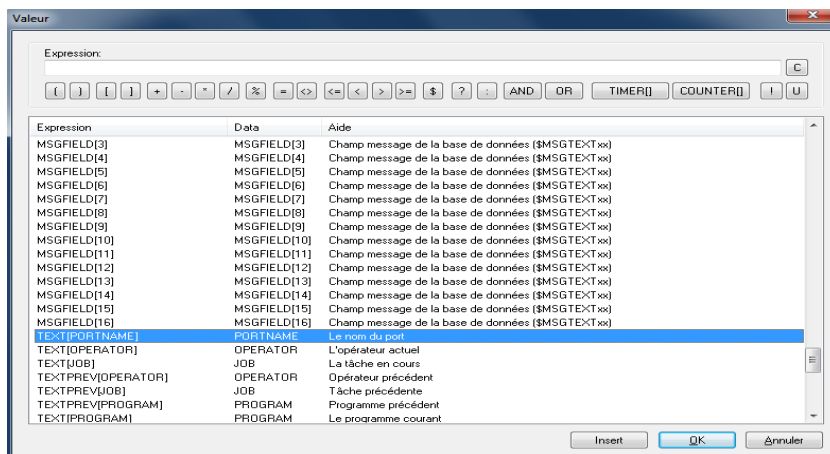 Valeur
Expression:
C
( ) [ ] + - * / % = <> <= < > >= $ ? : AND OR TIMER[] COUNTER[] ! U
Expression Data Aide
MSGFIELD[3] MSGFIELD[3] Champ message de la base de données ($MSGTEXTxx)
MSGFIELD[4] MSGFIELD[4] Champ message de la base de données ($MSGTEXTxx)
MSGFIELD[5] MSGFIELD[5] Champ message de la base de données ($MSGTEXTxx)
MSGFIELD[6] MSGFIELD[6] Champ message de la base de données ($MSGTEXTxx)
MSGFIELD[7] MSGFIELD[7] Champ message de la base de données ($MSGTEXTxx)
MSGFIELD[8] MSGFIELD[8] Champ message de la base de données ($MSGTEXTxx)
MSGFIELD[9] MSGFIELD[9] Champ message de la base de données ($MSGTEXTxx)
MSGFIELD[10] MSGFIELD[10] Champ message de la base de données ($MSGTEXTxx)
MSGFIELD[11] MSGFIELD[11] Champ message de la base de données ($MSGTEXTxx)
MSGFIELD[12] MSGFIELD[12] Champ message de la base de données ($MSGTEXTxx)
MSGFIELD[13] MSGFIELD[13] Champ message de la base de données ($MSGTEXTxx)
MSGFIELD[14] MSGFIELD[14] Champ message de la base de données ($MSGTEXTxx)
MSGFIELD[15] MSGFIELD[15] Champ message de la base de données ($MSGTEXTxx)
MSGFIELD[16] MSGFIELD[16] Champ message de la base de données ($MSGTEXTxx)
TEXT[PORTNAME] PORTNAME Le nom du port
TEXT[OPERATOR] OPERATOR L'opérateur actuel
TEXT[JOB] JOB La tâche en cours
TEXTPREV[OPERATOR] OPERATOR Opérateur précédent
TEXTPREV[JOB] JOB Tâche précédente
TEXTPREV[PROGRAM] PROGRAM Programme précédent
TEXT[PROGRAM] PROGRAM Le programme courant
Insert OK Annuler